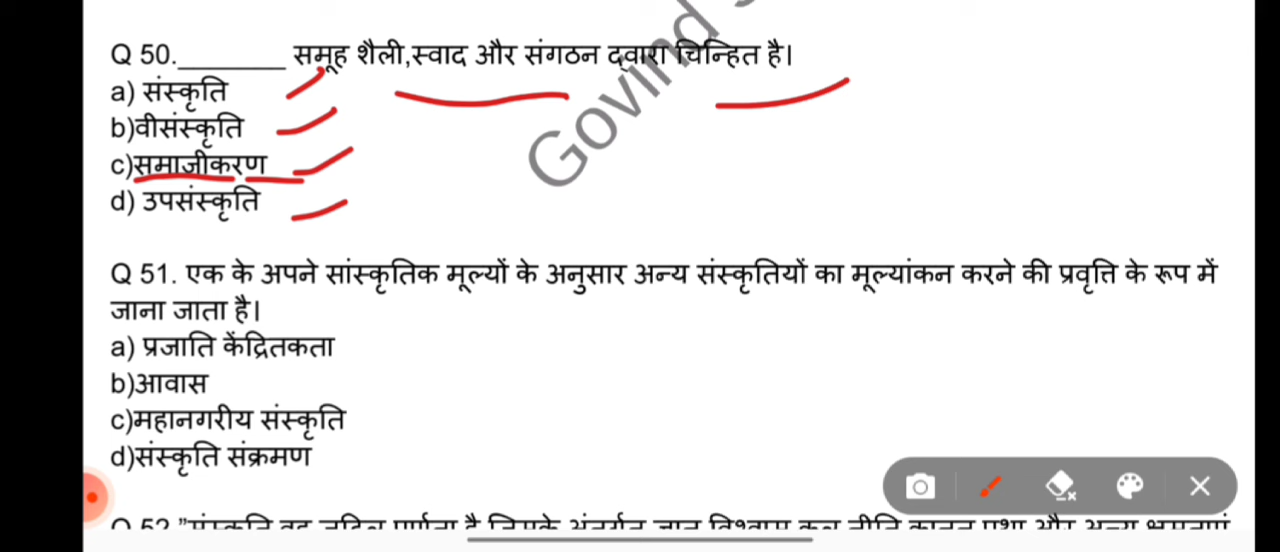 Q 50.________ समूह शैली,स्वाद और संगठन द्वारा चिन्हित है।
a) संस्कृति
b)वीसंस्कृति
c)समाजीकरण
d) उपसंस्कृति
Govind
Q 51. एक के अपने सांस्कृतिक मूल्यों के अनुसार अन्य संस्कृतियों का मूल्यांकन करने की प्रवृत्ति के रूप में
जाना जाता है।
a) प्रजाति केंद्रितकता
b)आवास
c)महानगरीय संस्कृति
d)संस्कृति संक्रमण